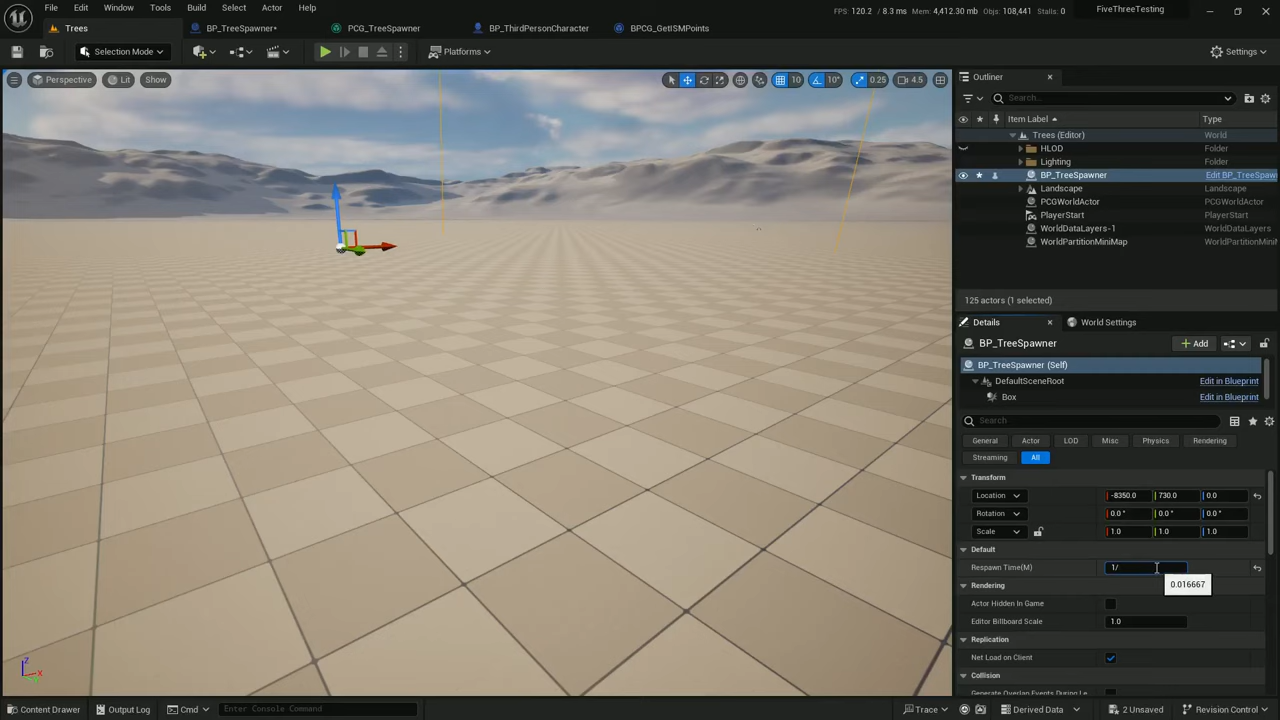 File Edit Window Tools Build Select Actor Help
FPS: 120.2 / 8.3 ms Mem: 4,412.30 mb Objs: 108,441 Stalls: 0
FiveThreeTesting
Trees BP_TreeSpawner* PCG_TreeSpawner BP_ThirdPersonCharacter BPCG_GetISMPoints
Selection Mode Platforms Settings
Perspective Lit Show 10 10° 0.25 4.5
Outliner
Search...
Item Label Type
Trees (Editor) World
HLOD Folder
Lighting Folder
BP_TreeSpawner Edit BP_TreeSpaw
Landscape Landscape
PCGWorldActor PCGWorldActor
PlayerStart PlayerStart
WorldDataLayers-1 WorldDataLayers
WorldPartitionMiniMap WorldPartitionMini
125 actors (1 selected)
Details World Settings
BP_TreeSpawner Add
BP_TreeSpawner (Self)
DefaultSceneRoot Edit in Blueprint
Box Edit in Blueprint
Search
General Actor LOD Misc Physics Rendering
Streaming All
Transform
Location -8350.0 730.0 0.0
Rotation 0.0 ° 0.0 ° 0.0 °
Scale 1.0 1.0 1.0
Default
Respawn Time(M) 1/
0.016667
Rendering
Actor Hidden In Game
Editor Billboard Scale 1.0
Replication
Net Load on Client
Collision
Generate Overlap Events During Le
Z
X
Content Drawer Output Log Cmd Enter Console Command Trace Derived Data 2 Unsaved Revision Control